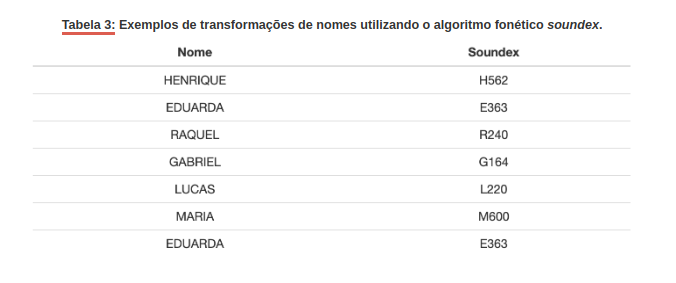 Tabela 3: Exemplos de transformações de nomes utilizando o algoritmo fonético soundex.
Nome Soundex
HENRIQUE H562
EDUARDA E363
RAQUEL R240
GABRIEL G164
LUCAS L220
MARIA M600
EDUARDA E363